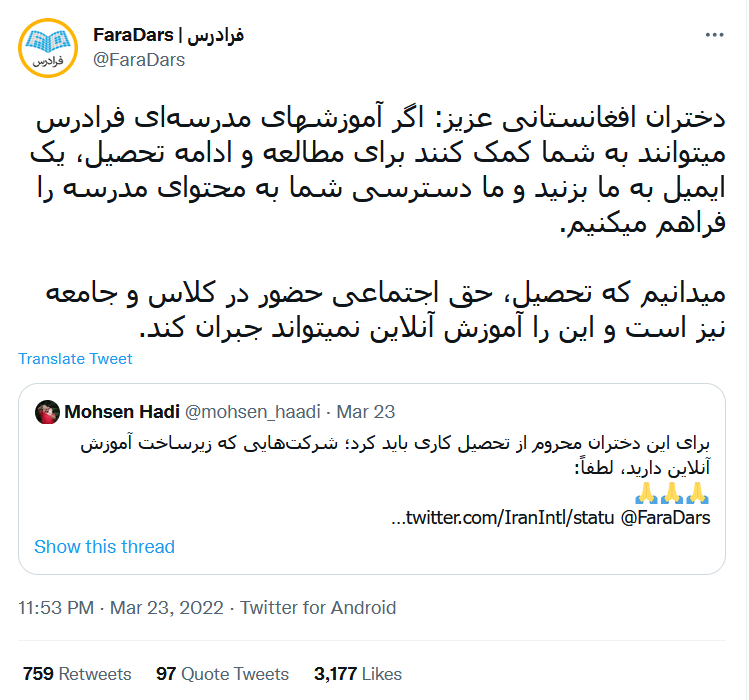 FaraDars | فرادرس
@FaraDars
فرادرس
دختران افغانستانی عزیز: اگر آموزشهای مدرسه‌ای فرادرس
میتوانند به شما کمک کنند برای مطالعه و ادامه تحصیل، یک
ایمیل به ما بزنید و ما دسترسی شما به محتوای مدرسه را
فراهم میکنیم.
میدانیم که تحصیل، حق اجتماعی حضور در کلاس و جامعه
نیز است و این را آموزش آنلاین نمیتواند جبران کند.
Translate Tweet
Mohsen Hadi @mohsen_haadi · Mar 23
برای این دختران محروم از تحصیل کاری باید کرد؛ شرکت‌هایی که زیرساخت آموزش
آنلاین دارید، لطفاً:
🙏🙏🙏
@FaraDars twitter.com/IranIntl/statu…
Show this thread
11:53 PM · Mar 23, 2022 · Twitter for Android
759 Retweets 97 Quote Tweets 3,177 Likes